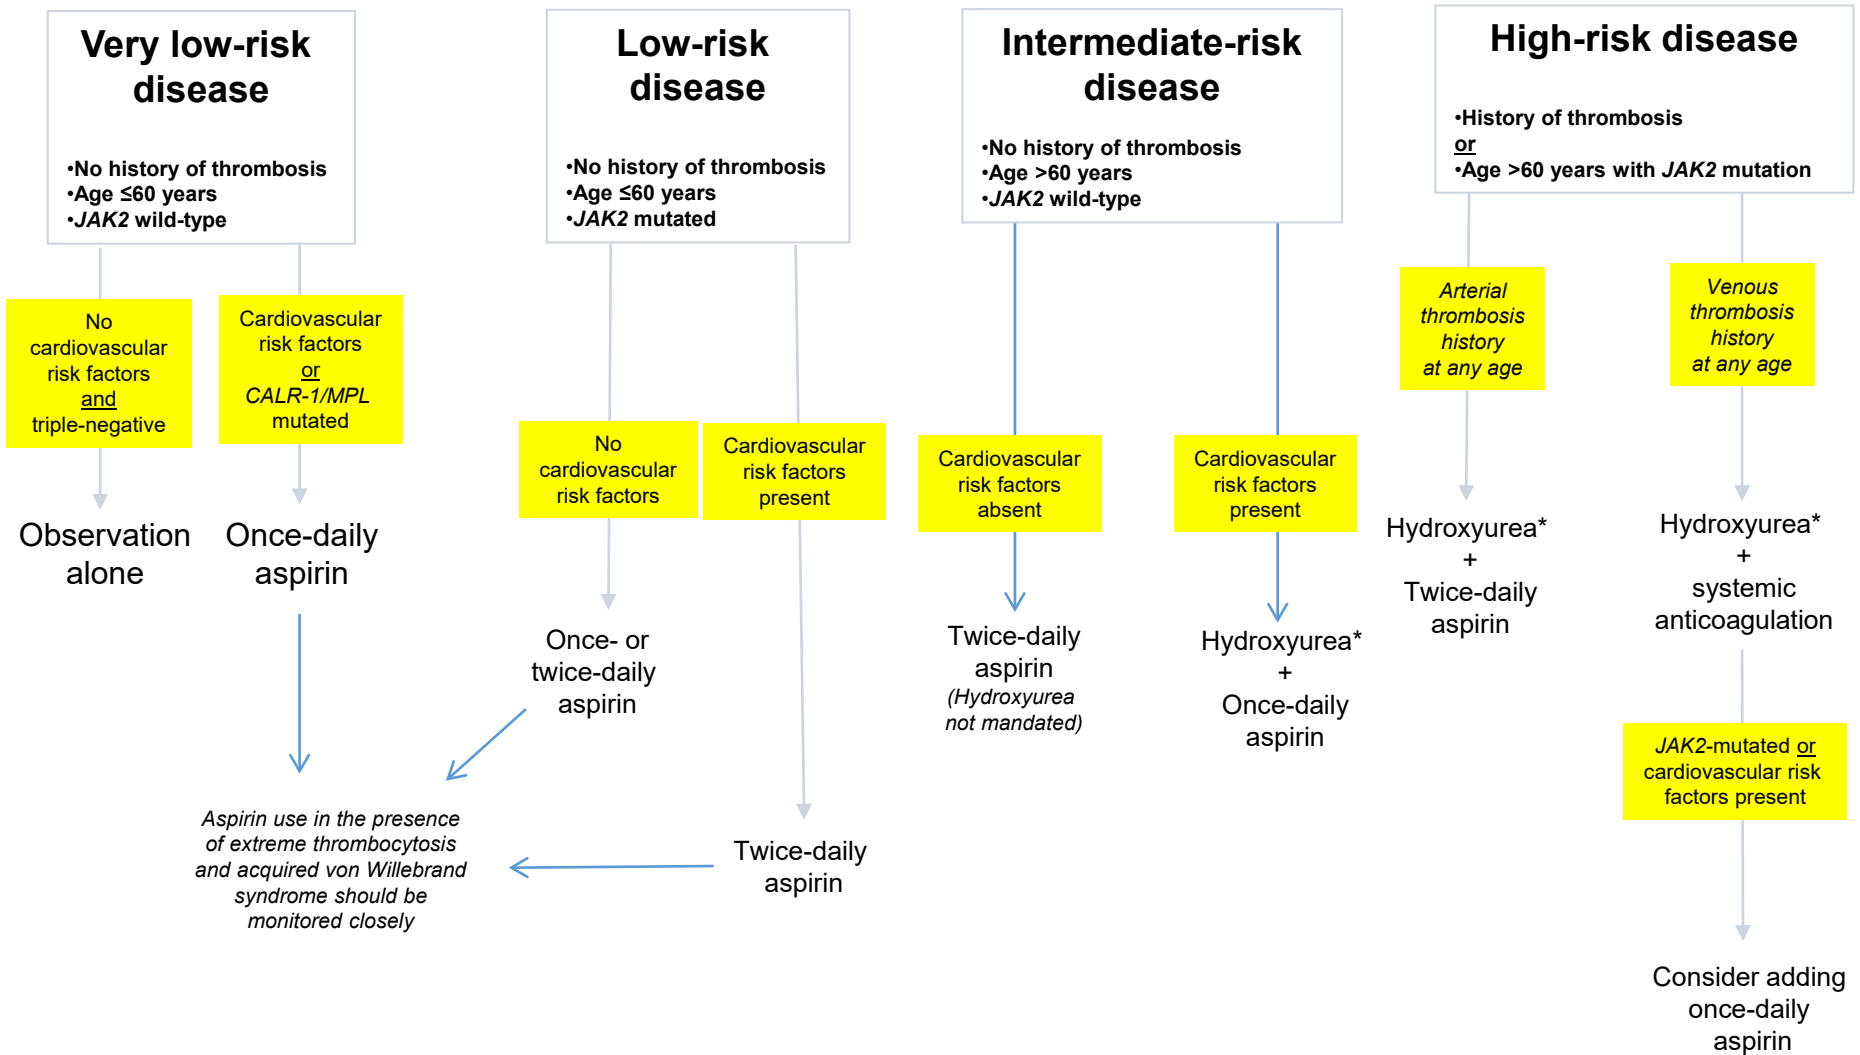 Very low-risk
disease
•No history of thrombosis
•Age ≤60 years
•JAK2 wild-type
No
cardiovascular
risk factors
and
triple-negative
Observation
alone
Cardiovascular
risk factors
or
CALR-1/MPL
mutated
Once-daily
aspirin
Low-risk
disease
•No history of thrombosis
•Age ≤60 years
•JAK2 mutated
No
cardiovascular
risk factors
Once- or
twice-daily
aspirin
Cardiovascular
risk factors
present
Twice-daily
aspirin
Aspirin use in the presence
of extreme thrombocytosis
and acquired von Willebrand
syndrome should be
monitored closely
Intermediate-risk
disease
•No history of thrombosis
•Age >60 years
•JAK2 wild-type
Cardiovascular
risk factors
absent
Twice-daily
aspirin
(Hydroxyurea
not mandated)
Cardiovascular
risk factors
present
Hydroxyurea*
+
Once-daily
aspirin
High-risk disease
•History of thrombosis
or
•Age >60 years with JAK2 mutation
Arterial
thrombosis
history
at any age
Hydroxyurea*
+
Twice-daily
aspirin
Venous
thrombosis
history
at any age
Hydroxyurea*
+
systemic
anticoagulation
JAK2-mutated or
cardiovascular risk
factors present
Consider adding
once-daily
aspirin